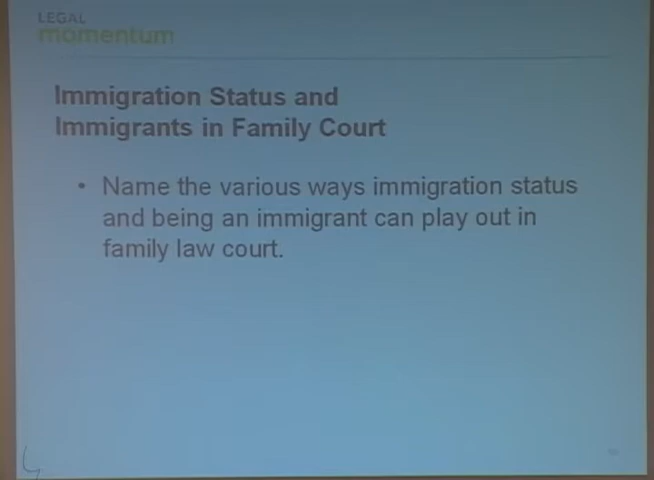 LEGAL
momentum
Immigration Status and
Immigrants in Family Court
• Name the various ways immigration status
and being an immigrant can play out in
family law court.